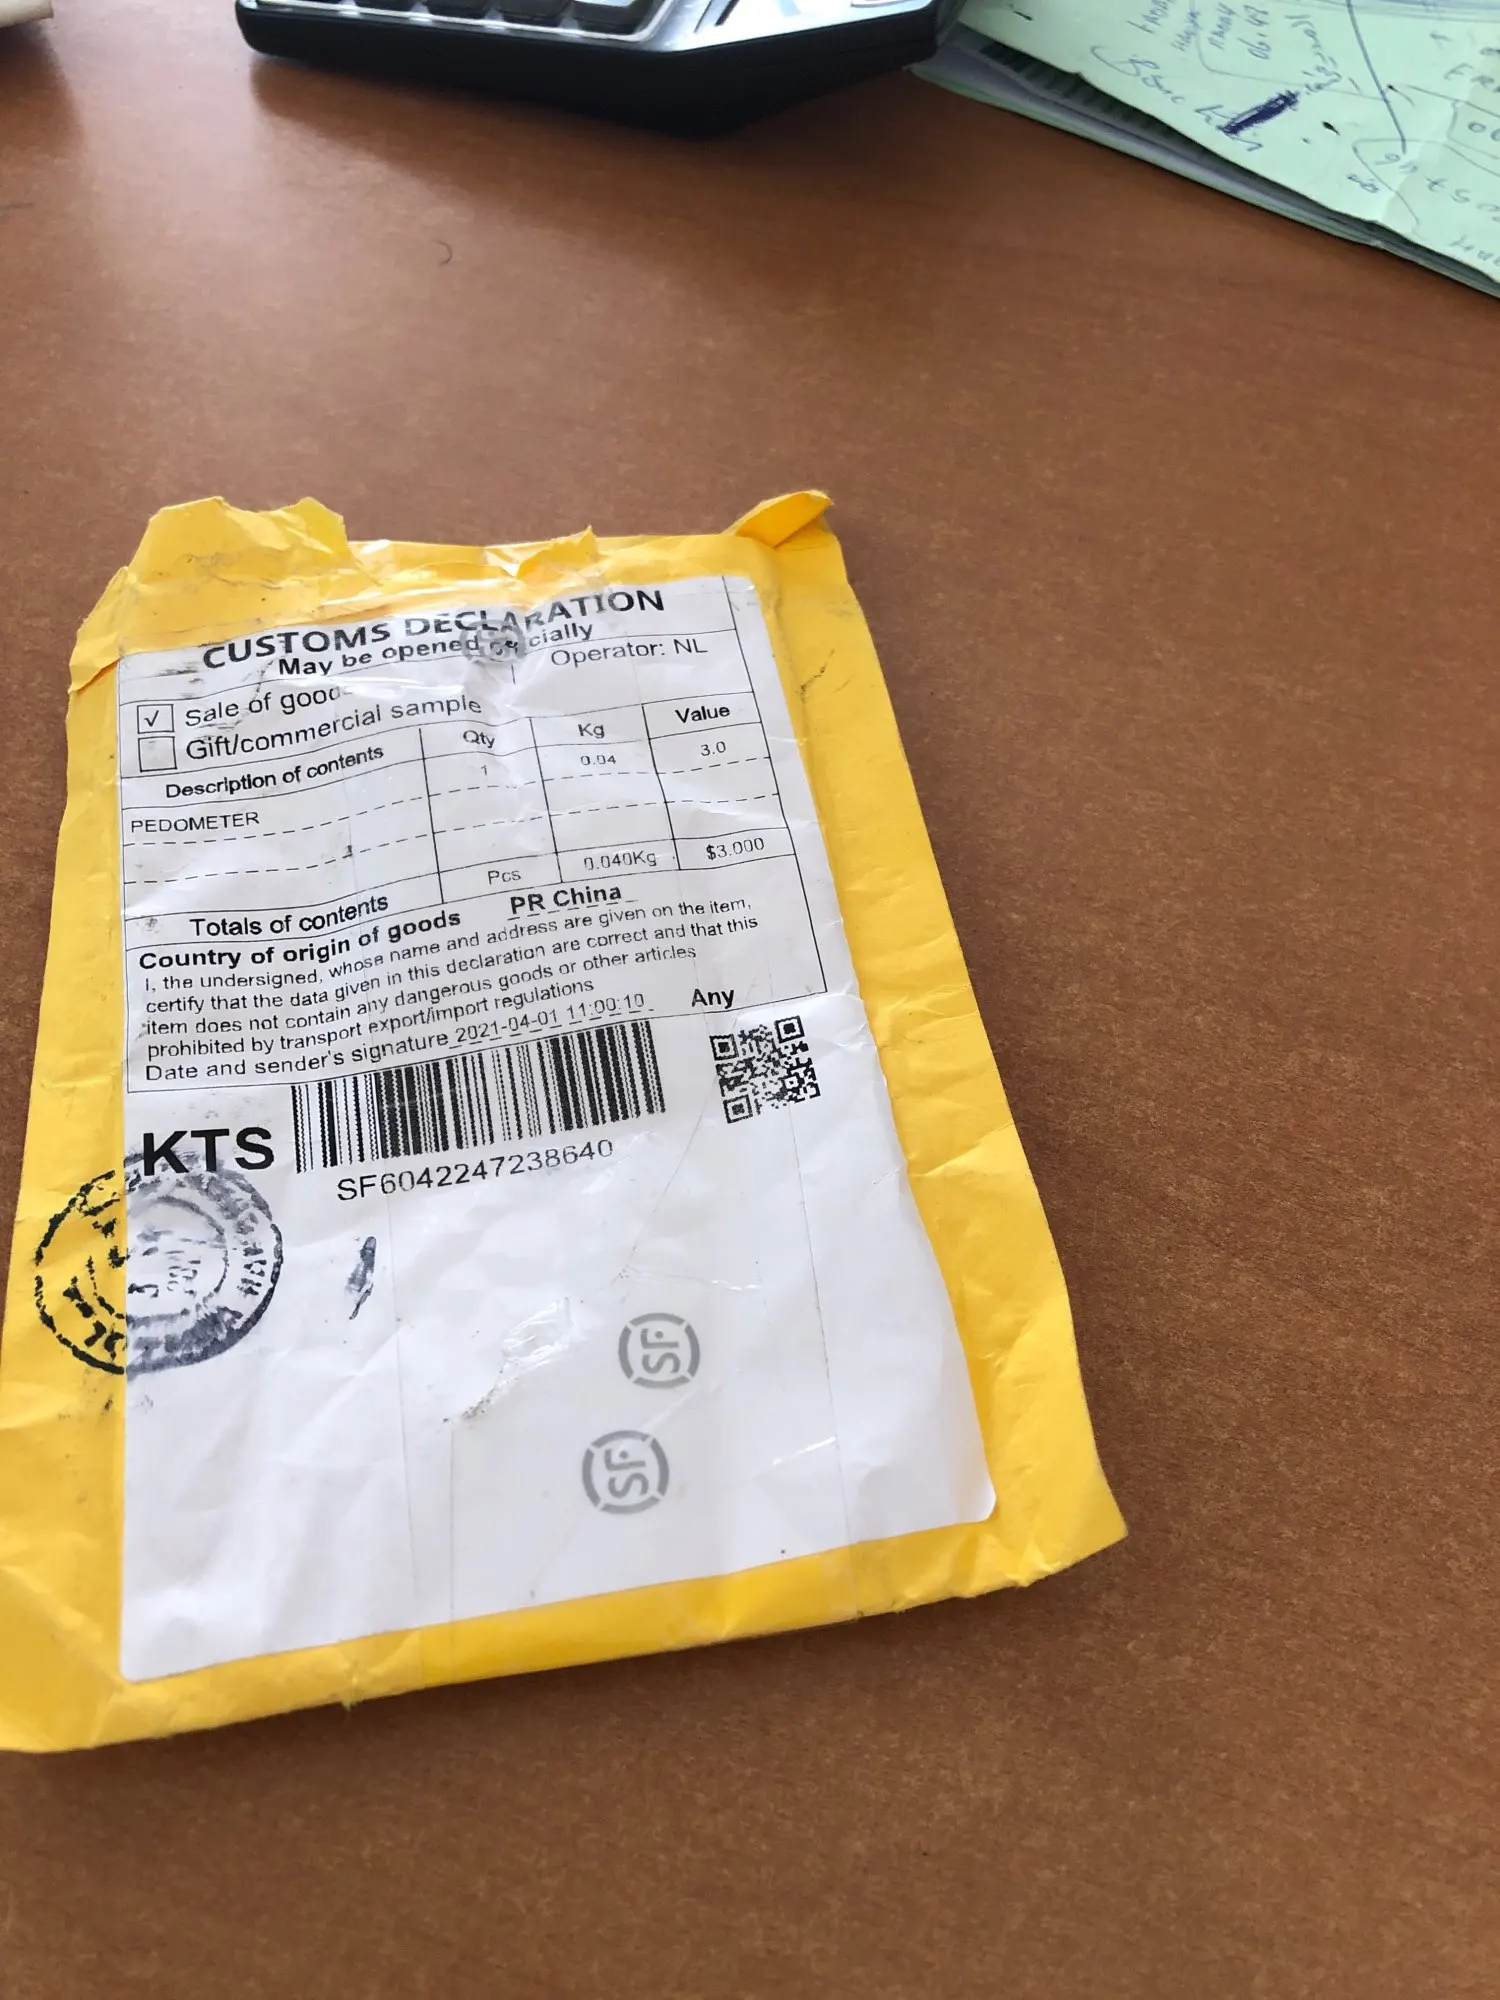 CUSTOMS DECLARATION
May be opened
Operator: NL
✓ Sale of good
Gift/commercial sample
Description of contents Qty Kg Value
PEDOMETER 1 0.04 3.0
Totals of contents Pcs 0.040Kg $3.000
Country of origin of goods PR China
I, the undersigned, whose name and address are given on the item,
certify that the data given in this declaration are correct and that this
item does not contain any dangerous goods or other articles
prohibited by transport export/import regulations
Date and sender's signature 2021-04-01 11:00:10 Any
KTS
SF6042247238640
SF
SF